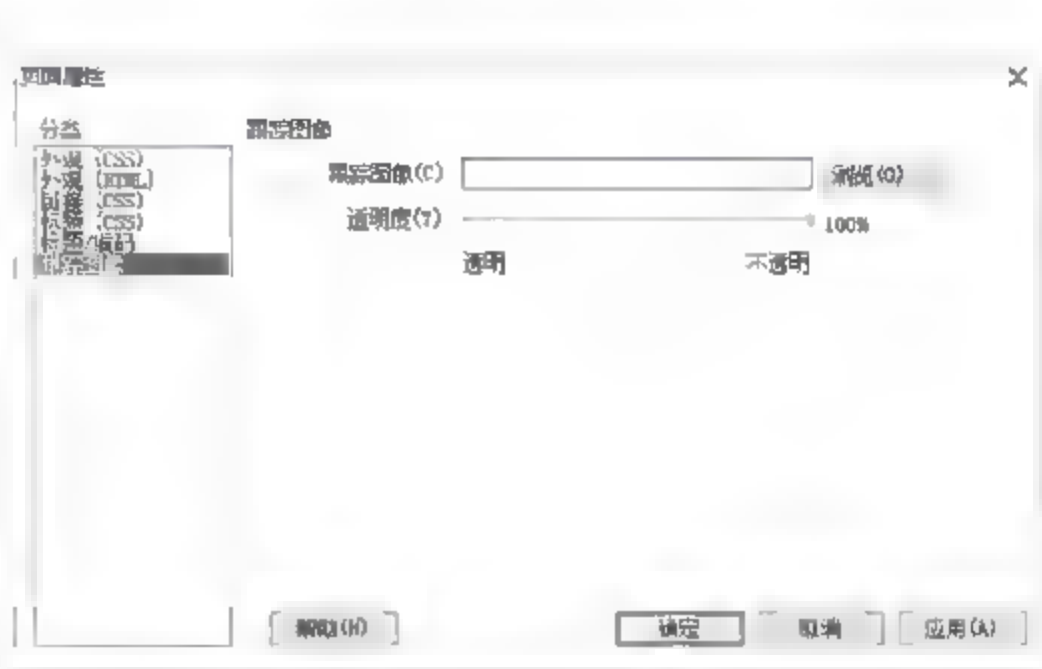 页面属性
分类
跟踪图像
外观 (CSS)
外观 (HTML)
链接 (CSS)
标题 (CSS)
标题/编码
跟踪图像
跟踪图像(C)
浏览(O)
透明度(T)
100%
透明
不透明
帮助(H)
确定
取消
应用(A)